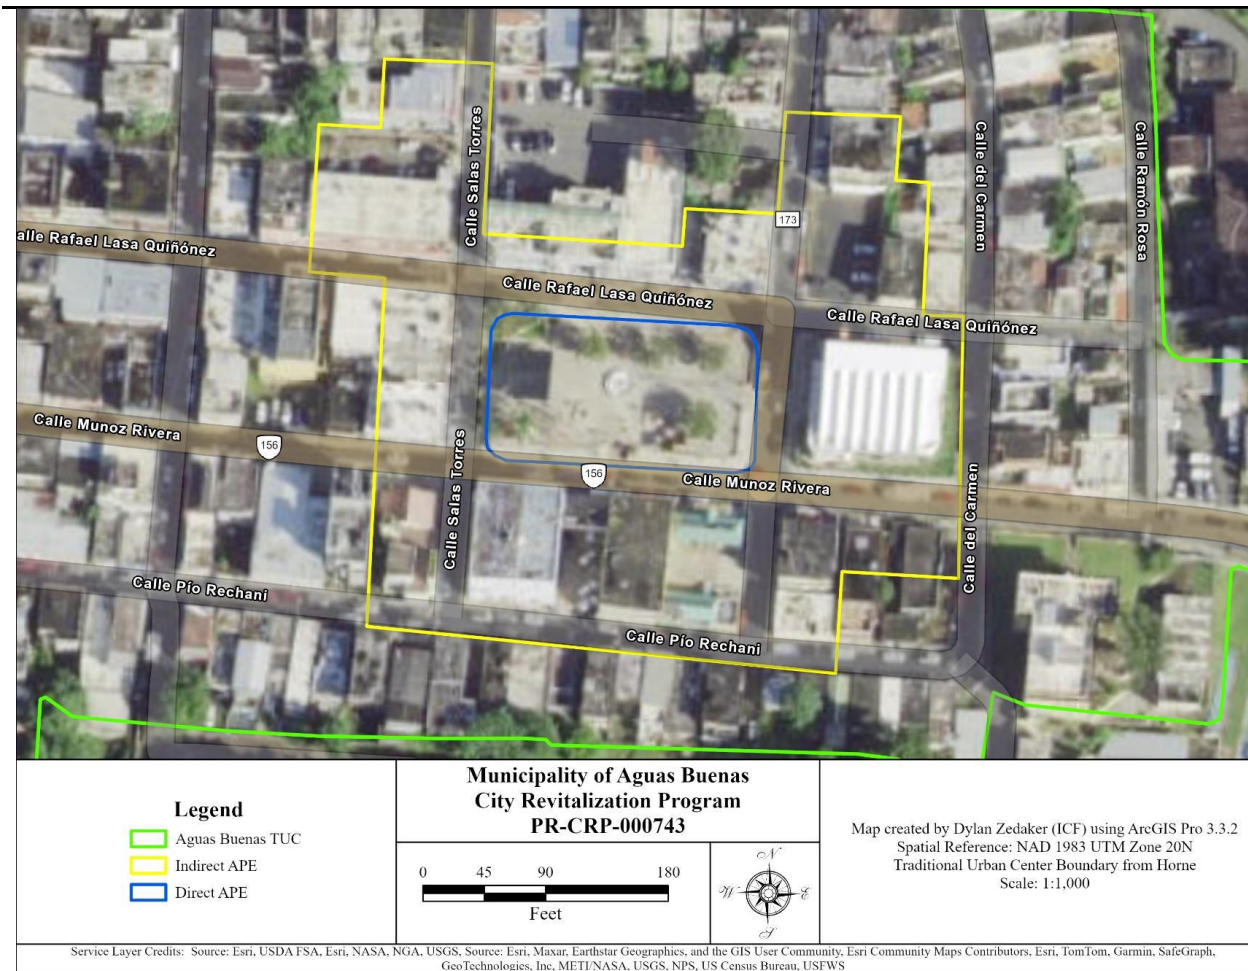 Calle Salas Torres
Calle del Carmen
Calle Ramón Rosa
173
alle Rafael Lasa Quiñónez
Calle Rafael Lasa Quiñónez
Calle Rafael Lasa Quiñónez
Calle Munoz Rivera
156
156
Calle Munoz Rivera
Calle Salas Torres
Calle del Carmen
Calle Pío Rechani
Calle Pío Rechani
Legend
Aguas Buenas TUC
Indirect APE
Direct APE
Municipality of Aguas Buenas
City Revitalization Program
PR-CRP-000743
0 45 90 180
Feet
N
W E
S
Map created by Dylan Zedaker (ICF) using ArcGIS Pro 3.3.2
Spatial Reference: NAD 1983 UTM Zone 20N
Traditional Urban Center Boundary from Horne
Scale: 1:1,000
Service Layer Credits: Source: Esri, USDA FSA, Esri, NASA, NGA, USGS, Source: Esri, Maxar, Earthstar Geographics, and the GIS User Community, Esri Community Maps Contributors, Esri, TomTom, Garmin, SafeGraph,
GeoTechnologies, Inc, METI/NASA, USGS, NPS, US Census Bureau, USFWS